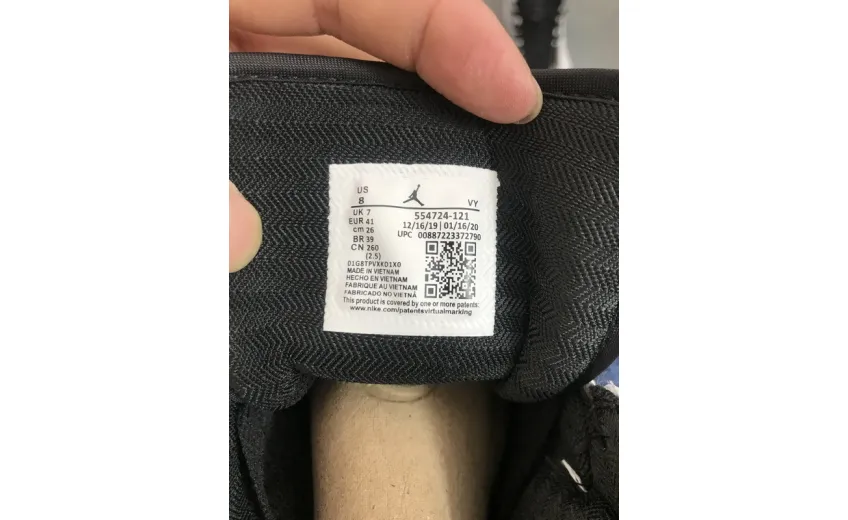 US
8 VY
UK 7
EUR 41
cm 26
BR 39
CN 260
(2.5)
554724-121
12/16/19 | 01/16/20
UPC 00887223372790
01G8TPVXK01X0
MADE IN VIETNAM
HECHO EN VIETNAM
FABRIQUE AU VIETNAM
FABRICADO NO VIETNÃ
This product is covered by one or more patents:
www.nike.com/patentsvirtualmarking